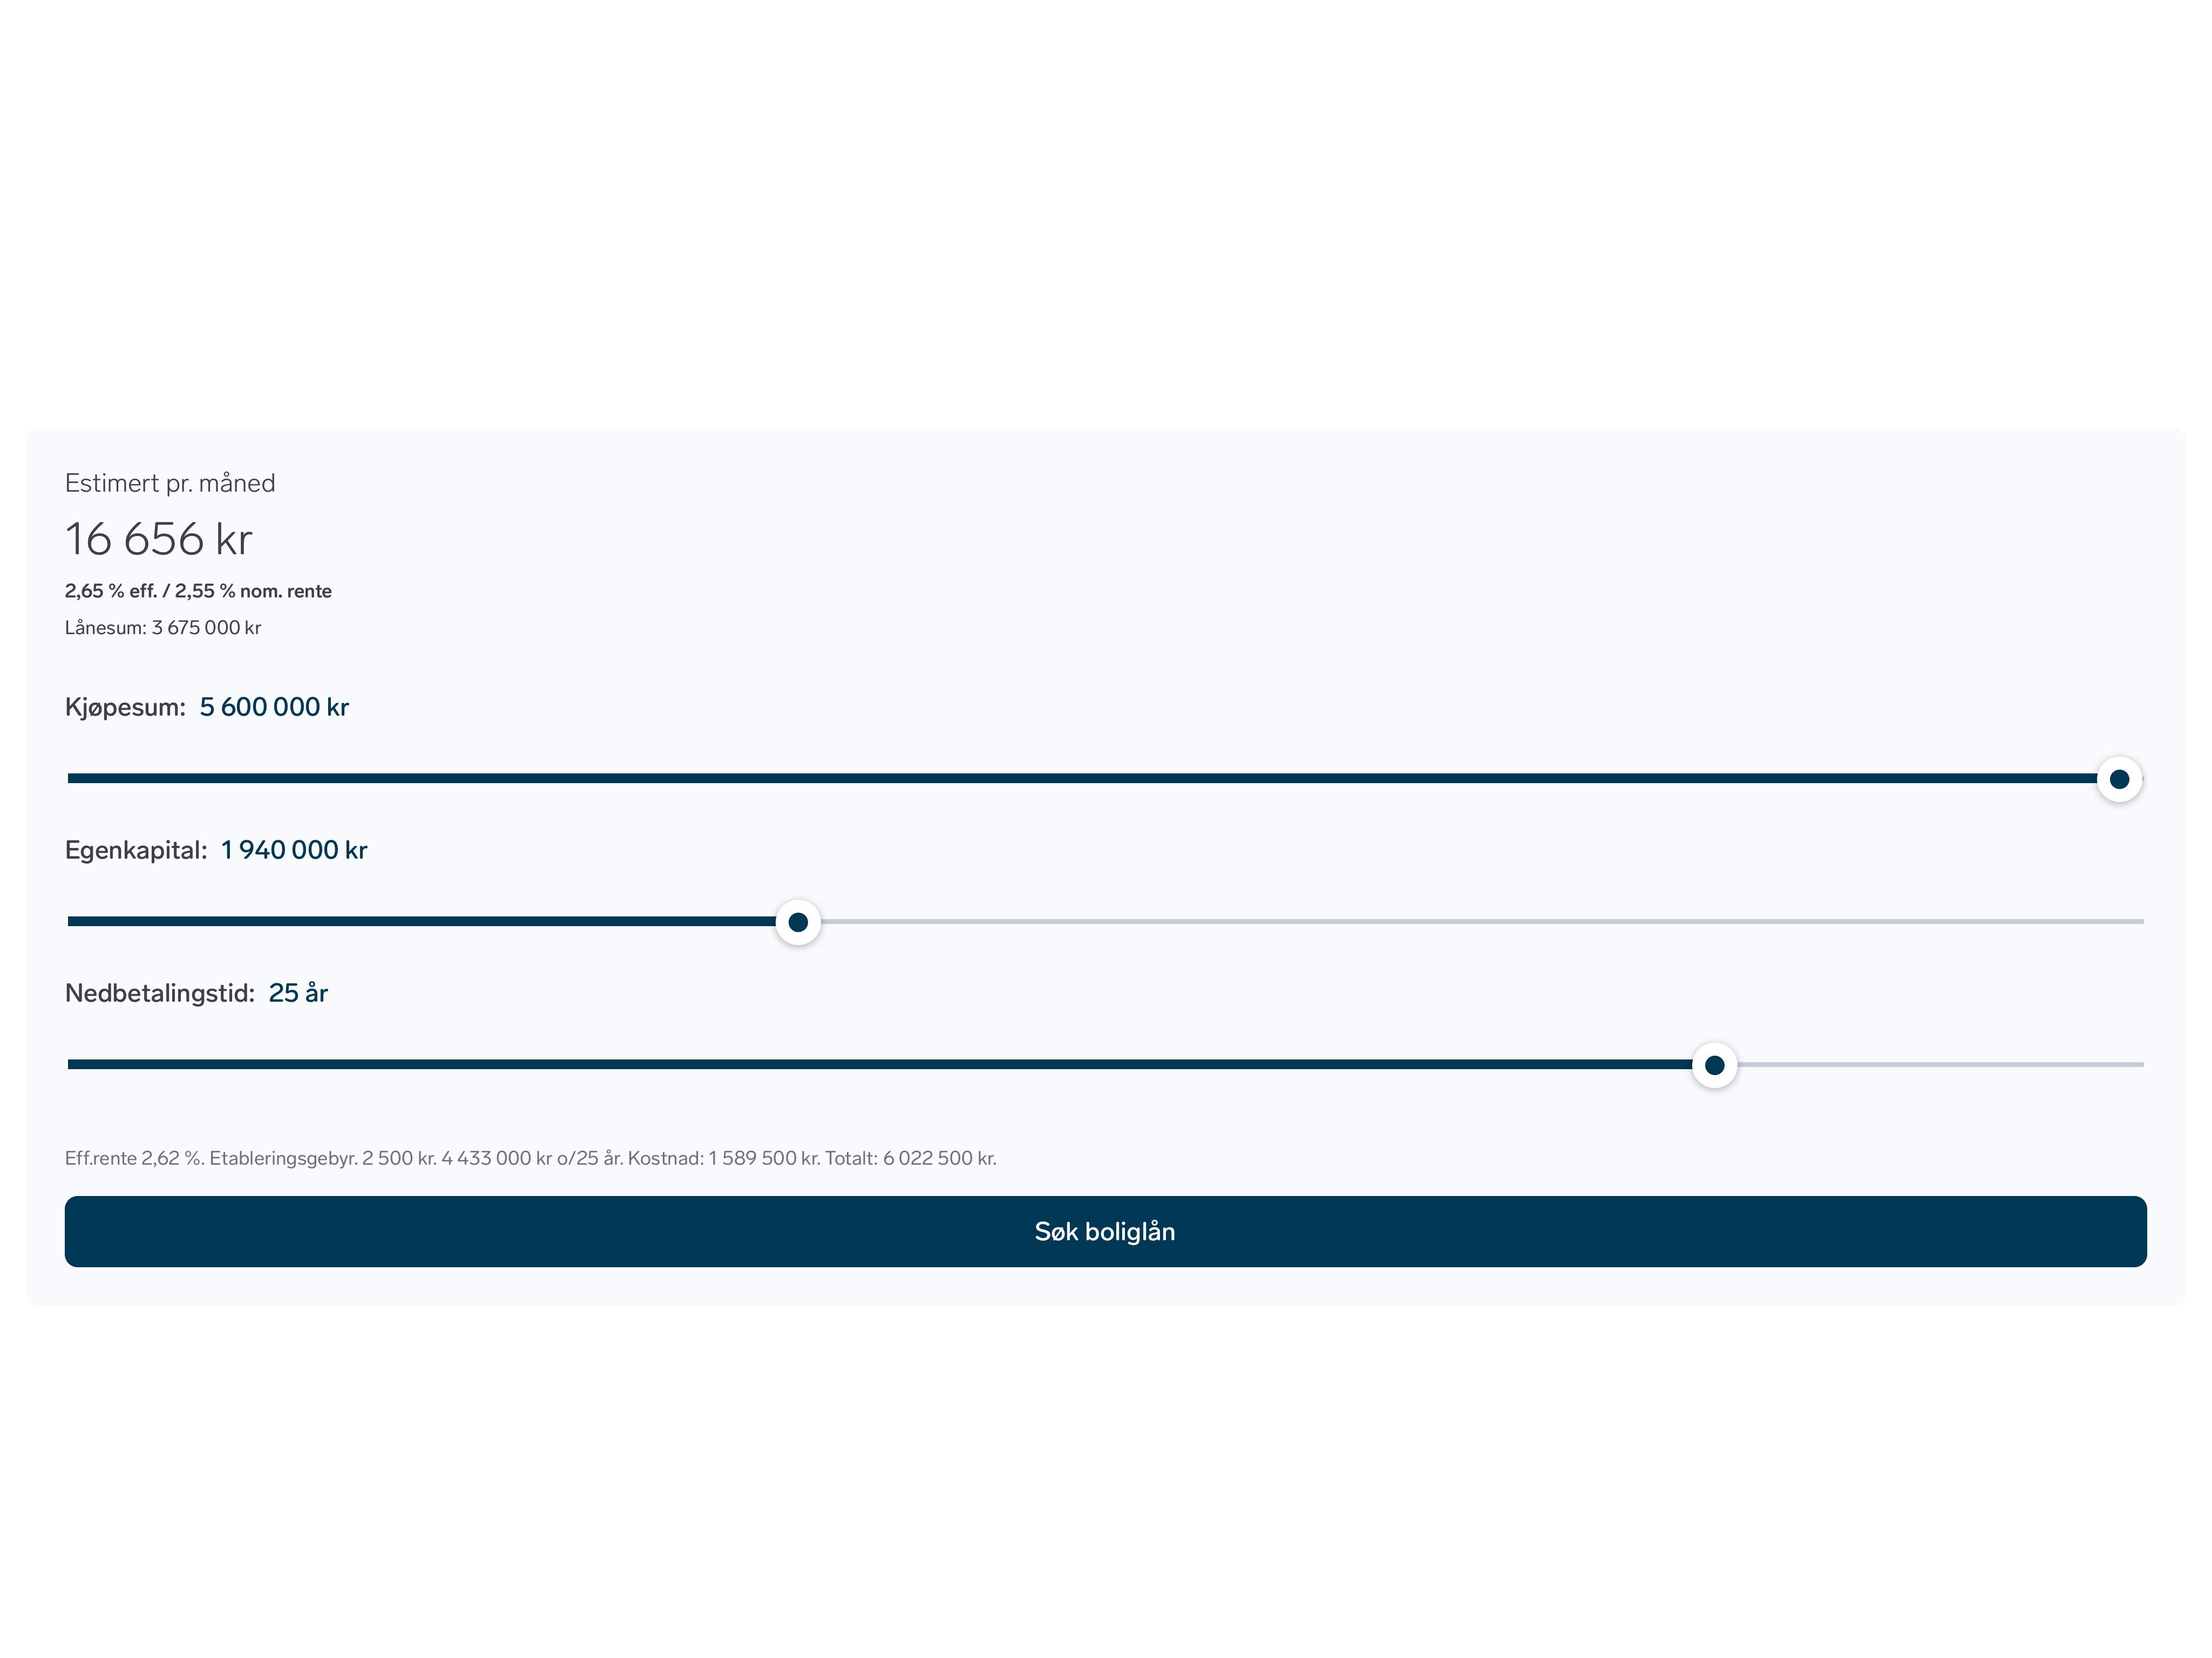 Estimert pr. måned
16 656 kr
2,65 % eff. / 2,55 % nom. rente
Lånesum: 3 675 000 kr
Kjøpesum: 5 600 000 kr
Egenkapital: 1 940 000 kr
Nedbetalingstid: 25 år
Eff.rente 2,62 %. Etableringsgebyr. 2 500 kr. 4 433 000 kr o/25 år. Kostnad: 1 589 500 kr. Totalt: 6 022 500 kr.
Søk boliglån